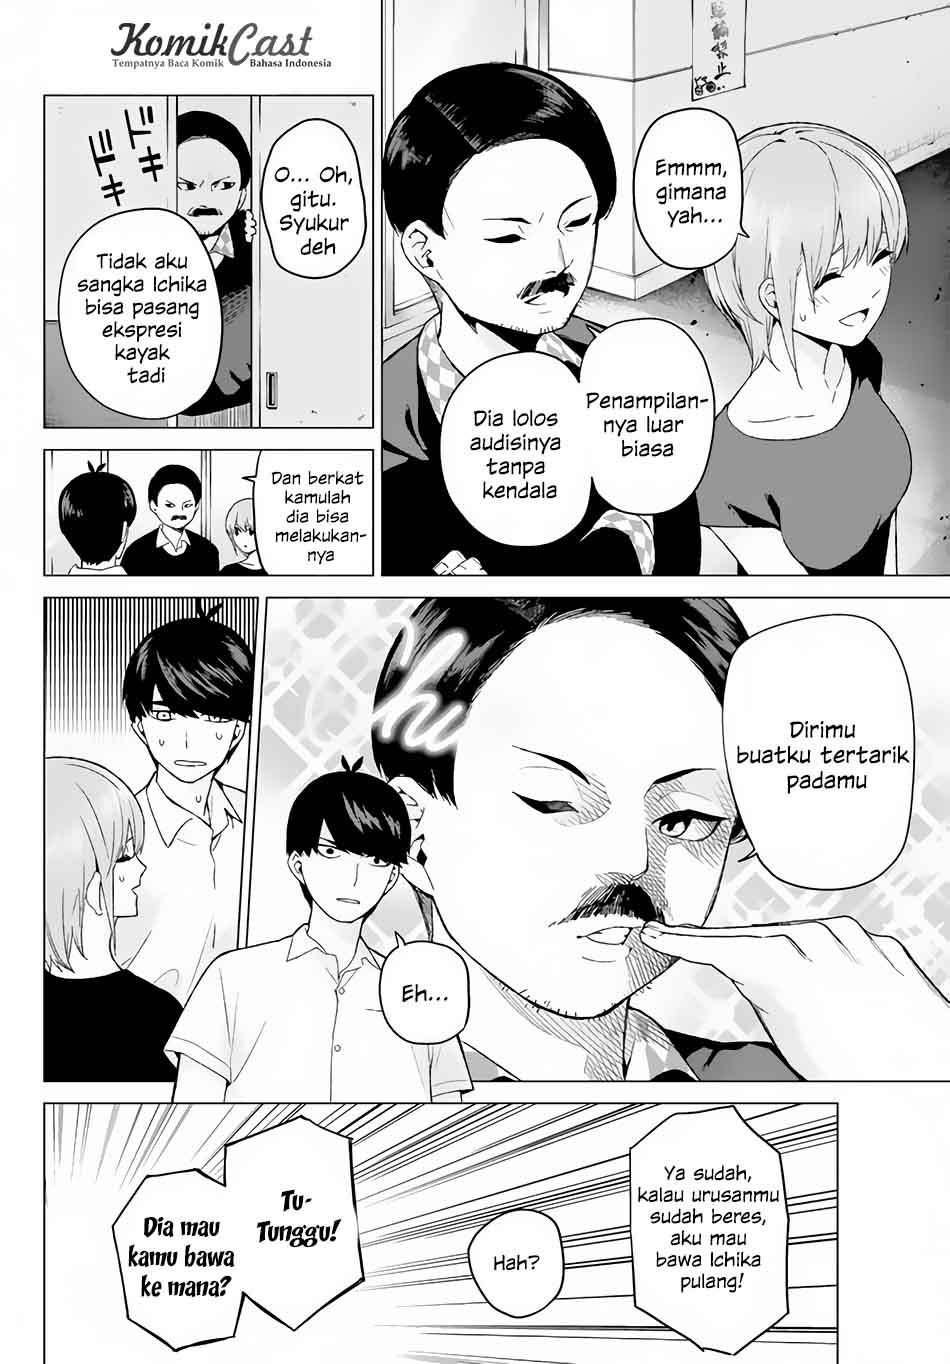 KomikCast
Tempatnya Baca Komik Bahasa Indonesia
Emmm,
gimana
yah...
Penampilan-
nya luar
biasa
Dia lolos
audisinya
tanpa
kendala
O... Oh,
gitu.
Syukur
deh
ドキ
ドキ
Tidak aku
sangka Ichika
bisa pasang
ekspresi
kayak
tadi
Dan berkat
kamulah
dia bisa
melakukan-
nya
Dirimu
buatku tertarik
padamu
Chu
Eh...
Ya sudah,
kalau urusanmu
sudah beres,
aku mau
bawa Ichika
pulang!
Hah?
Tu-
Tunggu!
Dia mau
kamu bawa
ke mana?